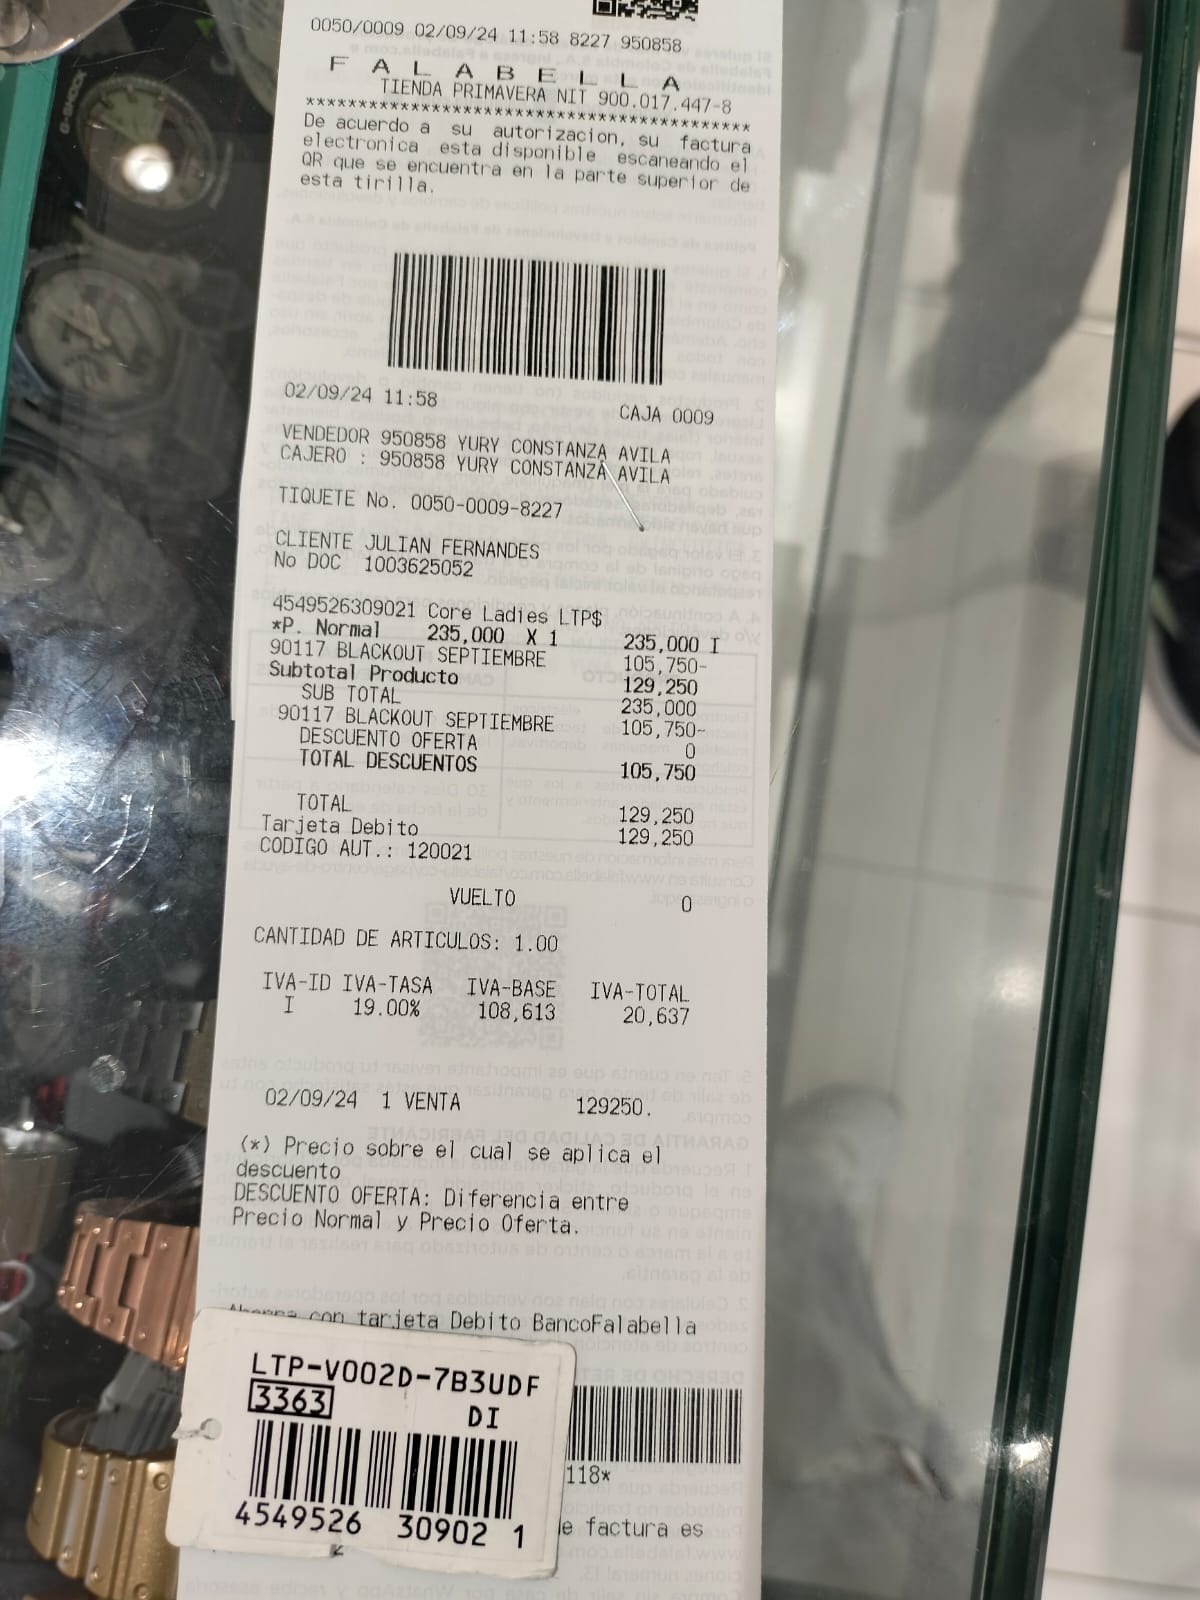 0050/0009 02/09/24 11:58 8227 950858
F A L A B E L L A
TIENDA PRIMAVERA NIT 900.017.447-8
********************************************
De acuerdo a su autorizacion, su factura
electronica esta disponible escaneando el
QR que se encuentra en la parte superior de
esta tirilla.
02/09/24 11:58 CAJA 0009
VENDEDOR 950858 YURY CONSTANZA AVILA
CAJERO : 950858 YURY CONSTANZA AVILA
TIQUETE No. 0050-0009-8227
CLIENTE JULIAN FERNANDES
No DOC 1003625052
4549526309021 Core Ladies LTP$
*P. Normal 235,000 X 1 235,000 I
90117 BLACKOUT SEPTIEMBRE 105,750-
Subtotal Producto 129,250
SUB TOTAL 235,000
90117 BLACKOUT SEPTIEMBRE 105,750-
DESCUENTO OFERTA 0
TOTAL DESCUENTOS 105,750
TOTAL 129,250
Tarjeta Debito 129,250
CODIGO AUT.: 120021
VUELTO 0
CANTIDAD DE ARTICULOS: 1.00
IVA-ID IVA-TASA IVA-BASE IVA-TOTAL
I 19.00% 108,613 20,637
02/09/24 1 VENTA 129250.
(*) Precio sobre el cual se aplica el
descuento
DESCUENTO OFERTA: Diferencia entre
Precio Normal y Precio Oferta.
con tarjeta Debito BancoFalabella
LTP-V002D-7B3UDF
3363 DI
4549526 30902 1
118*
e factura es
G-SHOCK